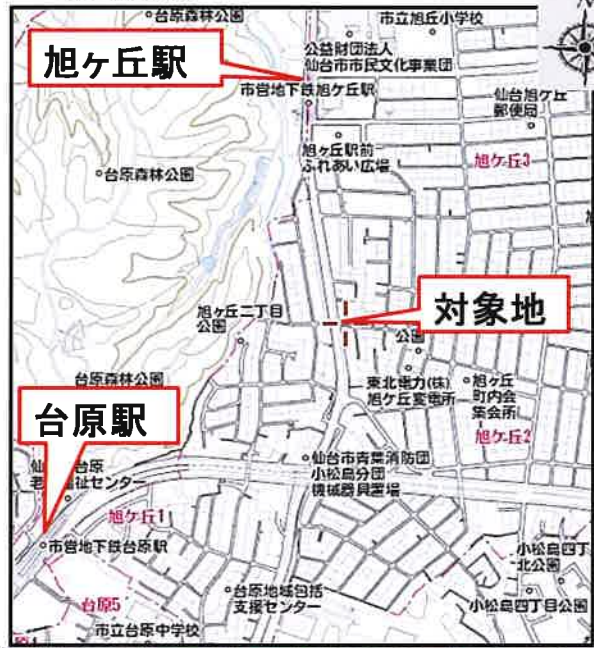 N
台原森林公園
市立旭丘小学校
旭ヶ丘駅
公益財団法人
仙台市市民文化事業団
市営地下鉄旭ケ丘駅
仙台旭ケ丘
郵便局
旭ヶ丘駅前
ふれあい広場
旭ケ丘3
台原森林公園
対象地
旭ヶ丘二丁目
公園
公園
台原森林公園
東北電力(株)
旭ケ丘変電所
旭ヶ丘
町内会
集会所
旭ケ丘2
台原駅
仙台市青葉消防団
小松島分団
機械器具置場
台原
センター
旭ケ丘1
市営地下鉄台原駅
小松島四丁
北公園
台原地域包括
支援センター
小松島四丁目公園
台原5
市立台原中学校